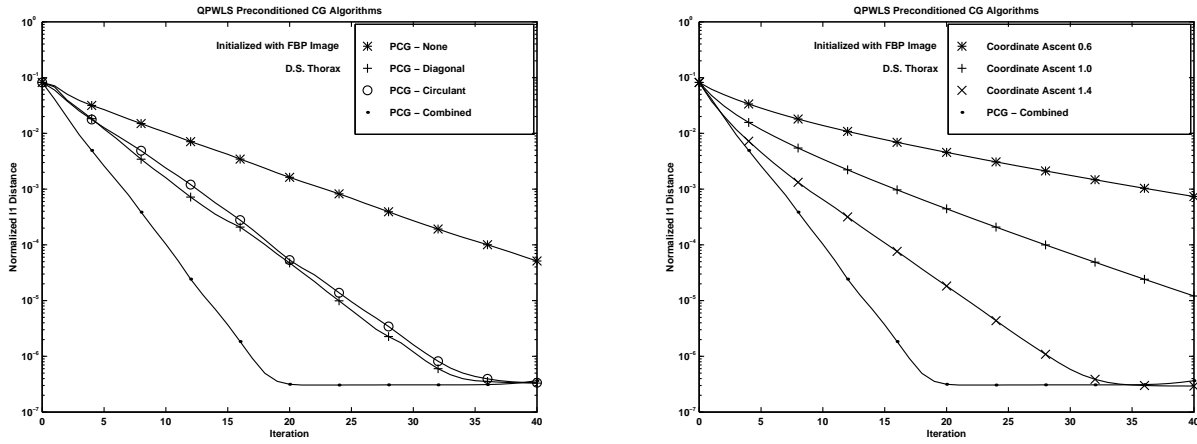 QPWLS Preconditioned CG Algorithms
Initialized with FBP Image
D.S. Thorax
PCG − None
PCG − Diagonal
PCG − Circulant
PCG − Combined
10^0
10^-1
10^-2
10^-3
10^-4
10^-5
10^-6
10^-7
Normalized l1 Distance
0 5 10 15 20 25 30 35 40
Iteration
QPWLS Preconditioned CG Algorithms
Initialized with FBP Image
D.S. Thorax
Coordinate Ascent 0.6
Coordinate Ascent 1.0
Coordinate Ascent 1.4
PCG − Combined
10^0
10^-1
10^-2
10^-3
10^-4
10^-5
10^-6
10^-7
Normalized l1 Distance
0 5 10 15 20 25 30 35 40
Iteration